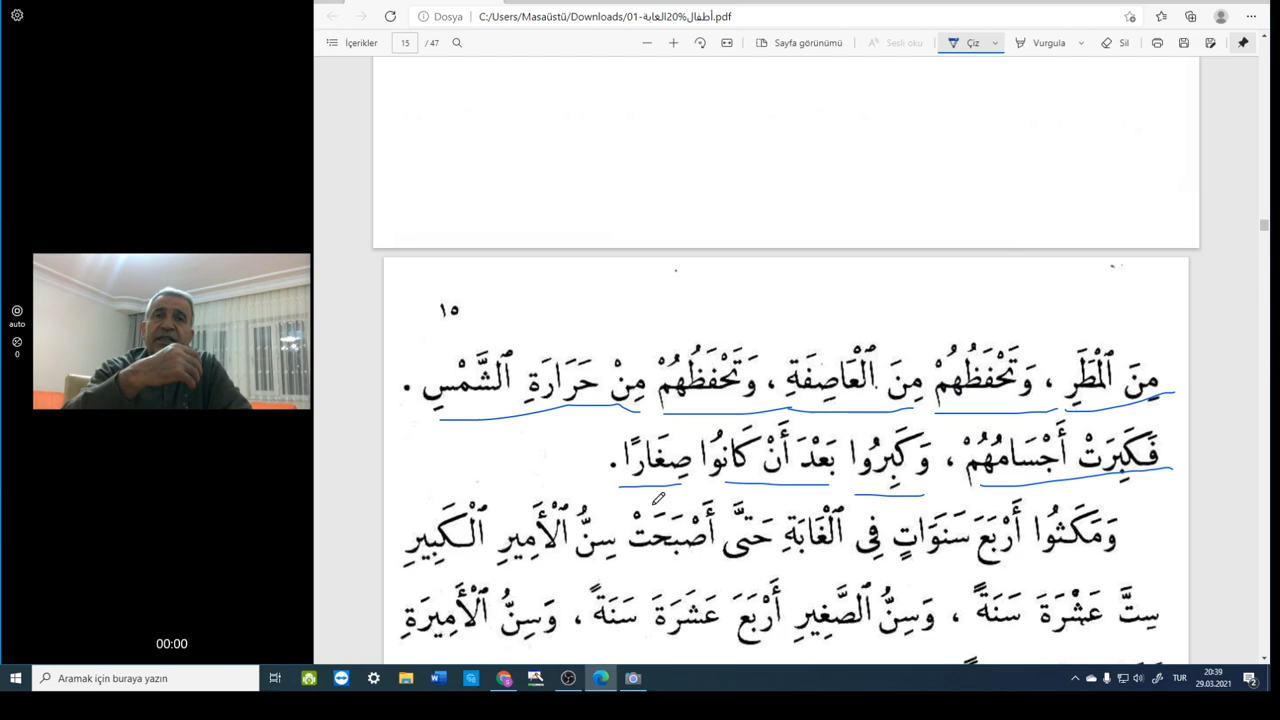 Dosya
C:/Users/Masaüstü/Downloads/01-أطفال%20الغابة.pdf
İçerikler
15 / 47
Sayfa görünümü
Sesli oku
Çiz
Vurgula
Sil
١٥
مِنَ ٱلْمَطَرِ ، وَتَحْفَظُهُمْ مِنَ ٱلْعَاصِفَةِ ، وَتَحْفَظُهُمْ مِنْ حَرَارَةِ ٱلشَّمْسِ .
فَكَبِرَتْ أَجْسَامُهُمْ ، وَكَبِرُوا بَعْدَ أَنْ كَانُوا صِغَارًا .
وَمَكَثُوا أَرْبَعَ سَنَوَاتٍ فِى ٱلْغَابَةِ حَتَّى أَصْبَحَتْ سِنُّ ٱلْأَمِيرِ ٱلْكَبِيرِ
سِتَّ عَشْرَةَ سَنَةً ، وَسِنُّ ٱلصَّغِيرِ أَرْبَعَ عَشَرَةَ سَنَةً ، وَسِنُّ ٱلْأَمِيرَةِ
auto
0
00:00
Aramak için buraya yazın
TUR
20:39
29.03.2021
2